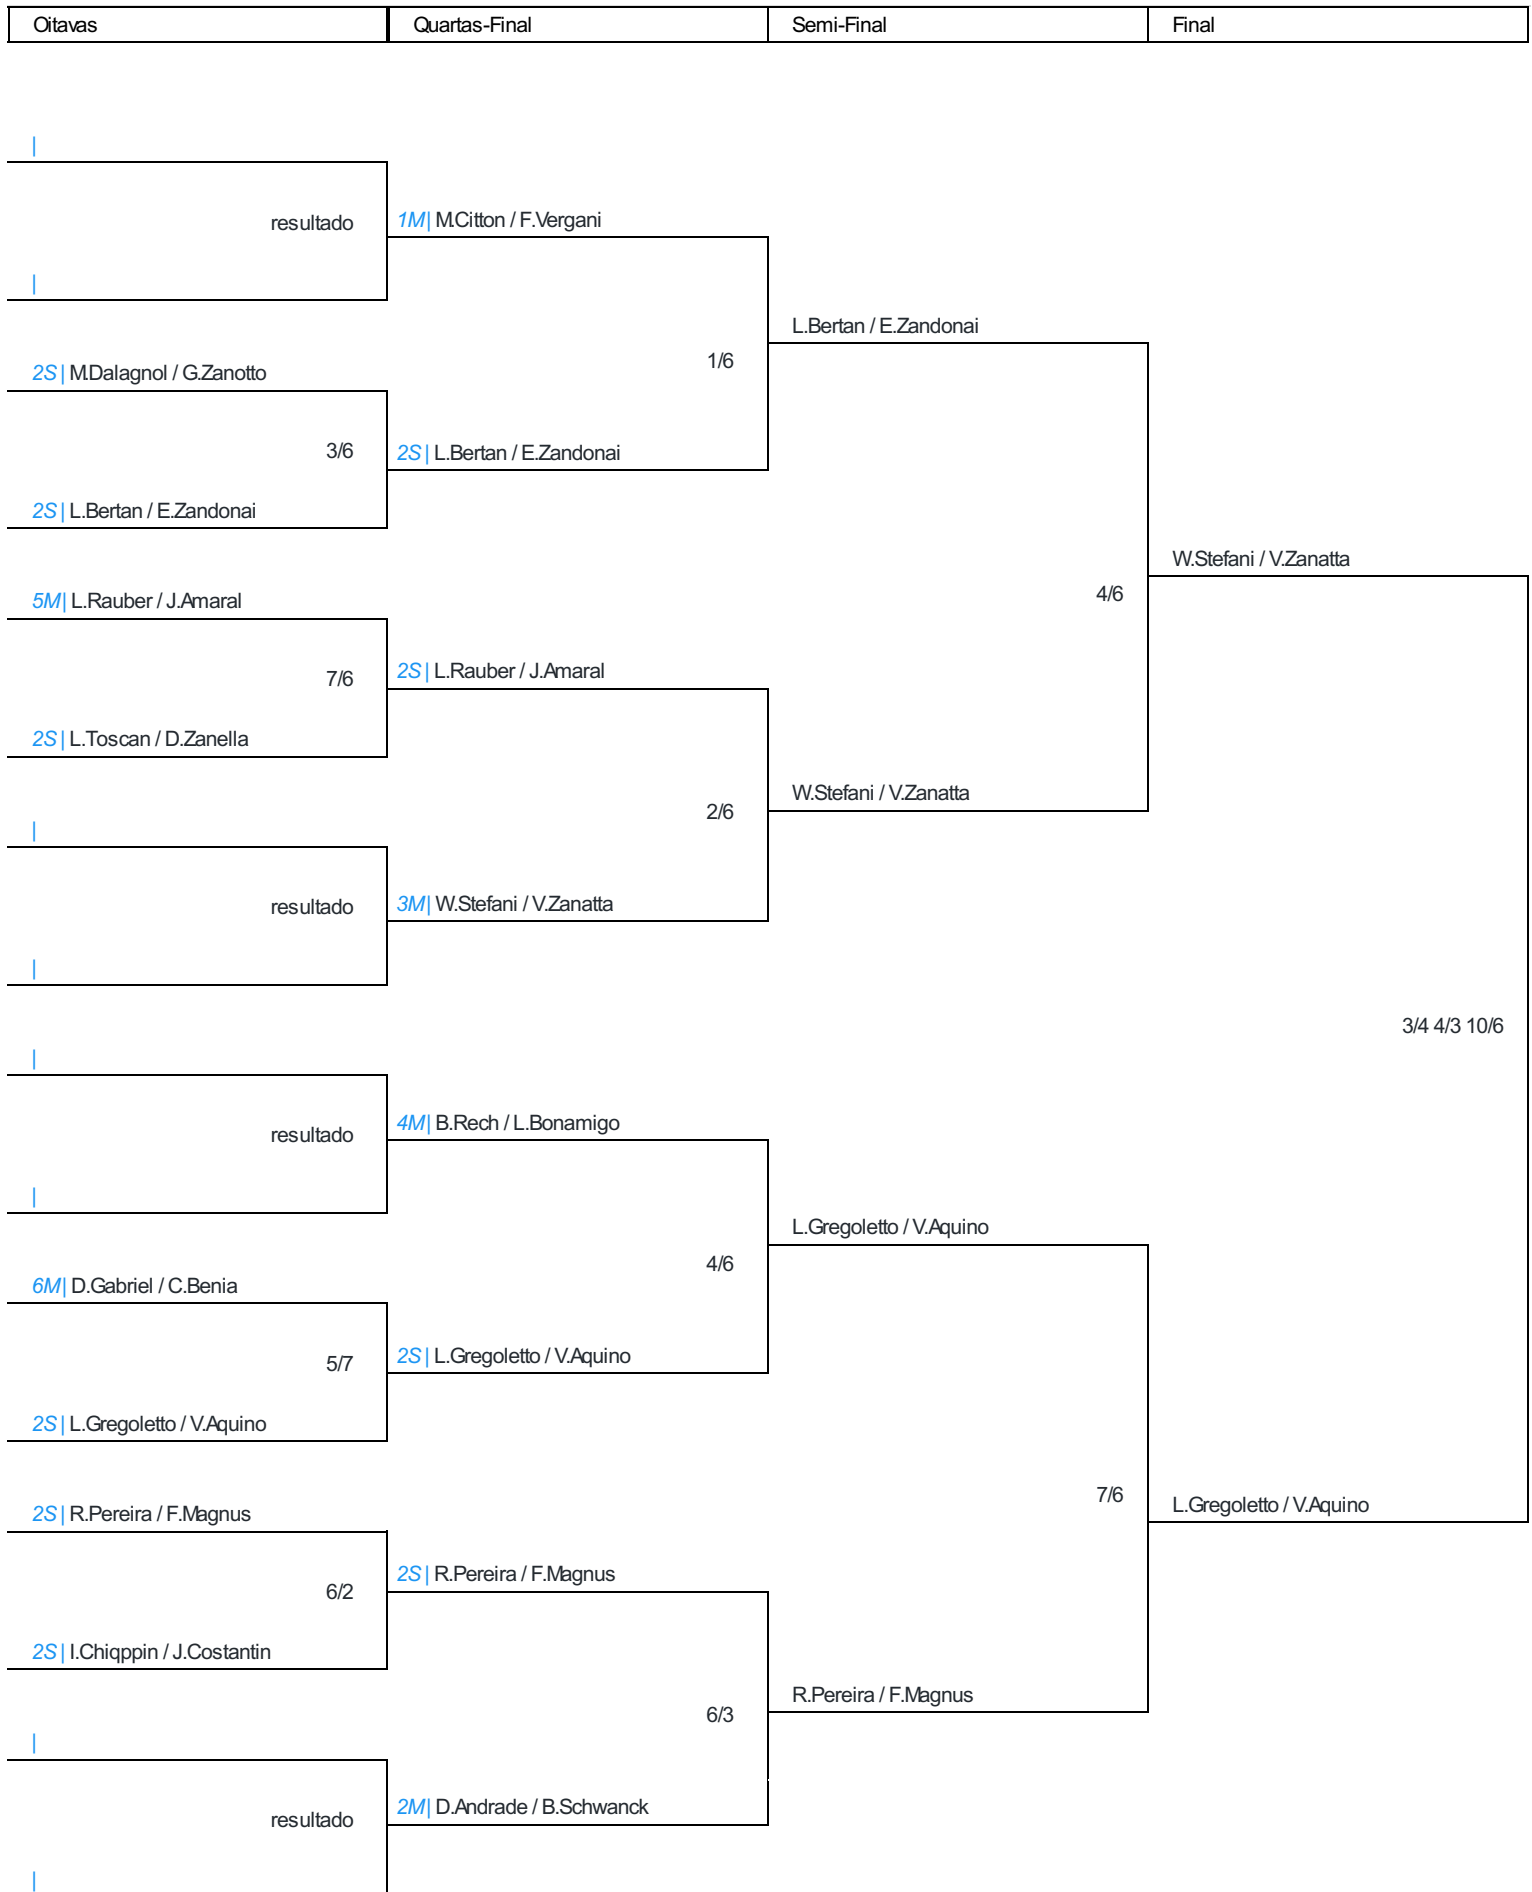 Oitavas Quartas-Final Semi-Final Final
|
resultado
1M| M.Citton / F.Vergani
|
L.Bertan / E.Zandonai
1/6
2S| M.Dalagnol / G.Zanotto
3/6
2S| L.Bertan / E.Zandonai
2S| L.Bertan / E.Zandonai
W.Stefani / V.Zanatta
4/6
5M| L.Rauber / J.Amaral
7/6
2S| L.Rauber / J.Amaral
2S| L.Toscan / D.Zanella
W.Stefani / V.Zanatta
2/6
|
resultado
3M| W.Stefani / V.Zanatta
|
3/4 4/3 10/6
|
resultado
4M| B.Rech / L.Bonamigo
|
L.Gregoletto / V.Aquino
4/6
6M| D.Gabriel / C.Benia
5/7
2S| L.Gregoletto / V.Aquino
2S| L.Gregoletto / V.Aquino
7/6
L.Gregoletto / V.Aquino
2S| R.Pereira / F.Magnus
6/2
2S| R.Pereira / F.Magnus
2S| I.Chiqppin / J.Costantin
R.Pereira / F.Magnus
6/3
|
resultado
2M| D.Andrade / B.Schwanck
|